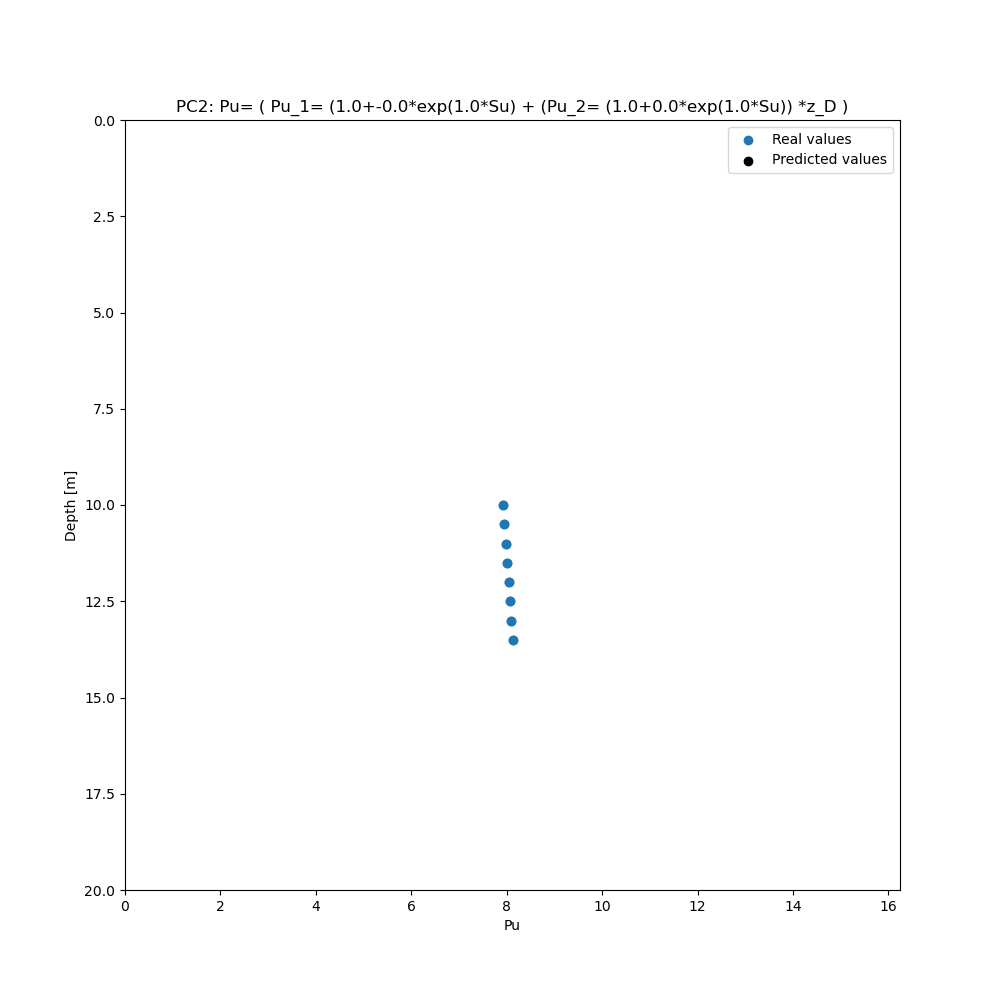 PC2: Pu= ( Pu_1= (1.0+-0.0*exp(1.0*Su) + (Pu_2= (1.0+0.0*exp(1.0*Su)) *z_D )
Real values
Predicted values
0.0
2.5
5.0
7.5
10.0
12.5
15.0
17.5
20.0
Depth [m]
0 2 4 6 8 10 12 14 16
Pu